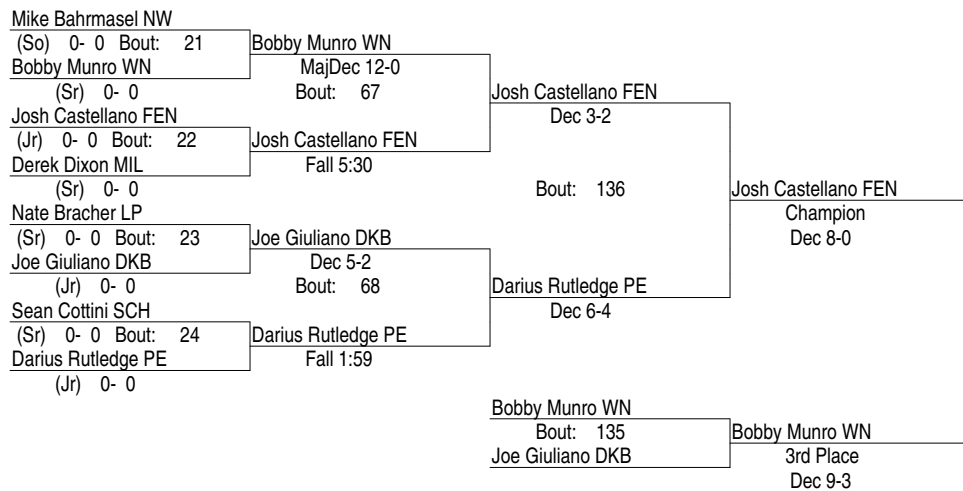 Mike Bahrmasel NW
(So) 0- 0 Bout: 21
Bobby Munro WN
(Sr) 0- 0
Josh Castellano FEN
(Jr) 0- 0 Bout: 22
Derek Dixon MIL
(Sr) 0- 0
Nate Bracher LP
(Sr) 0- 0 Bout: 23
Joe Giuliano DKB
(Jr) 0- 0
Sean Cottini SCH
(Sr) 0- 0 Bout: 24
Darius Rutledge PE
(Jr) 0- 0
Bobby Munro WN
MajDec 12-0
Bout: 67
Josh Castellano FEN
Fall 5:30
Joe Giuliano DKB
Dec 5-2
Bout: 68
Darius Rutledge PE
Fall 1:59
Josh Castellano FEN
Dec 3-2
Bout: 136
Darius Rutledge PE
Dec 6-4
Josh Castellano FEN
Champion
Dec 8-0
Bobby Munro WN
Bout: 135
Joe Giuliano DKB
Bobby Munro WN
3rd Place
Dec 9-3